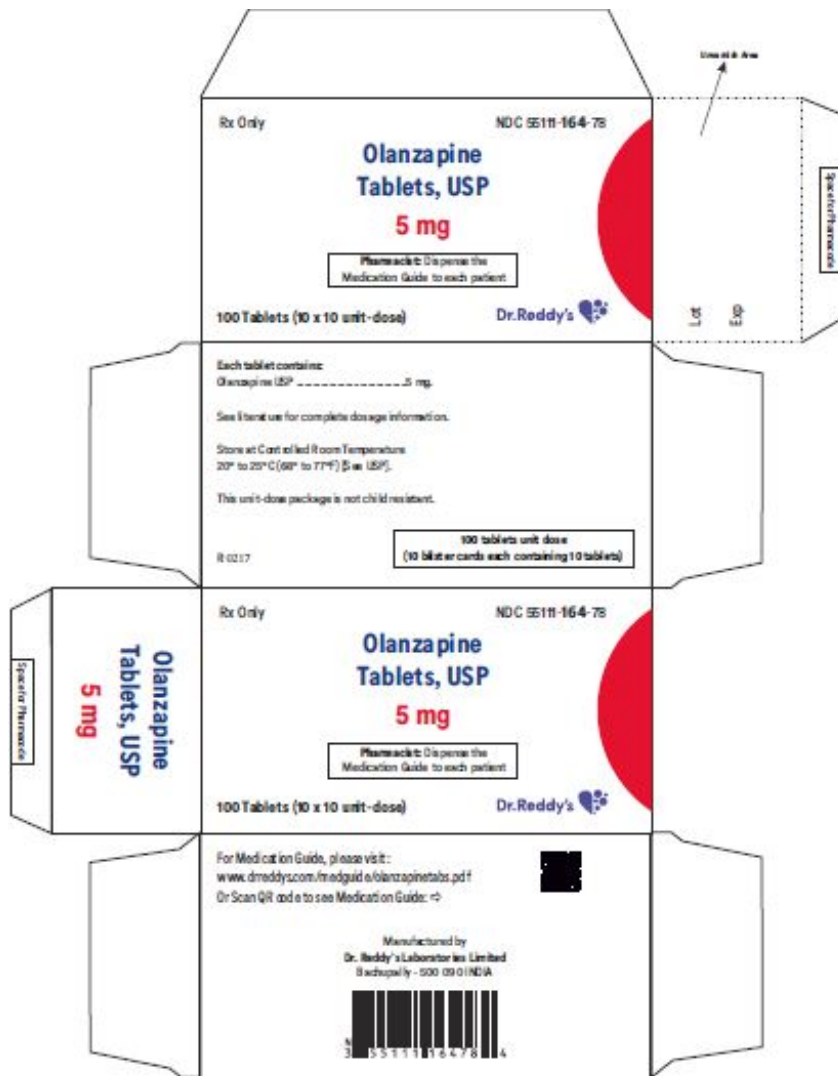 Rx Only
NDC 55111-164-78
Olanzapine
Tablets, USP
5 mg
Pharmacist: Dispense the
Medication Guide to each patient
100 Tablets (10 x 10 unit-dose)
Dr.Reddy's
Lot
Exp
Space for Pharmacode
Each tablet contains:
Olanzapine USP _ _ _ _ _ _ _ _ _ _ _ _ _ _ 5 mg.
See literature for complete dosage information.
Store at Controlled Room Temperature
20° to 25°C (68° to 77°F) [See USP].
This unit-dose package is not child resistant.
100 tablets unit dose
(10 blister cards each containing 10 tablets)
R 0217
Space for Pharmacode
Olanzapine
Tablets, USP
5 mg
Rx Only
NDC 55111-164-78
Olanzapine
Tablets, USP
5 mg
Pharmacist: Dispense the
Medication Guide to each patient
100 Tablets (10 x 10 unit-dose)
Dr.Reddy's
For Medication Guide, please visit :
www.drreddys.com/medguide/olanzapinetabs.pdf
Or Scan QR code to see Medication Guide: ➩
Manufactured by
Dr. Reddy's Laboratories Limited
Bachupally - 500 090 INDIA
N
3 55111 16478 4